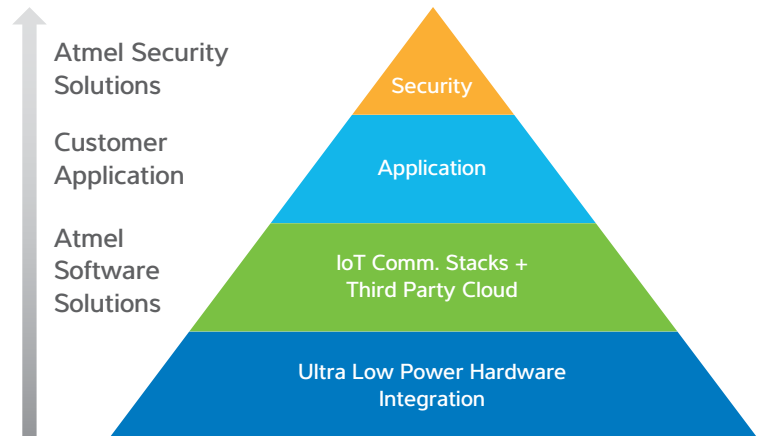 Atmel Security
Solutions
Security
Customer
Application
Application
Atmel
Software
Solutions
IoT Comm. Stacks +
Third Party Cloud
Ultra Low Power Hardware
Integration